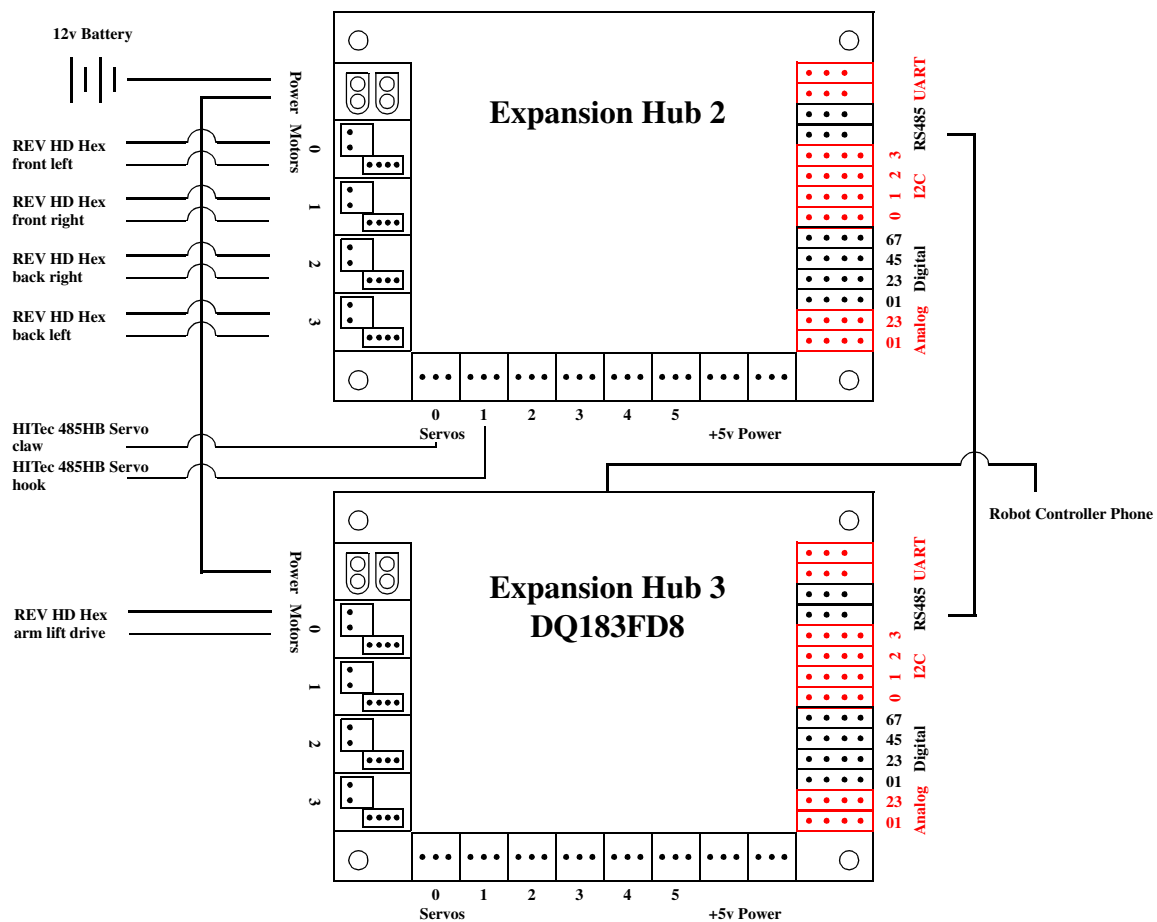 12v Battery
Power
Motors
0
1
2
3
REV HD Hex
front left
REV HD Hex
front right
REV HD Hex
back right
REV HD Hex
back left
Expansion Hub 2
UART
RS485
3
2
1
0
I2C
67
45
23
01
Digital
23
01
Analog
0
1
2
3
4
5
Servos
+5v Power
HITec 485HB Servo
claw
HITec 485HB Servo
hook
Robot Controller Phone
Power
Motors
0
1
2
3
REV HD Hex
arm lift drive
Expansion Hub 3
DQ183FD8
UART
RS485
3
2
1
0
I2C
67
45
23
01
Digital
23
01
Analog
0
1
2
3
4
5
Servos
+5v Power